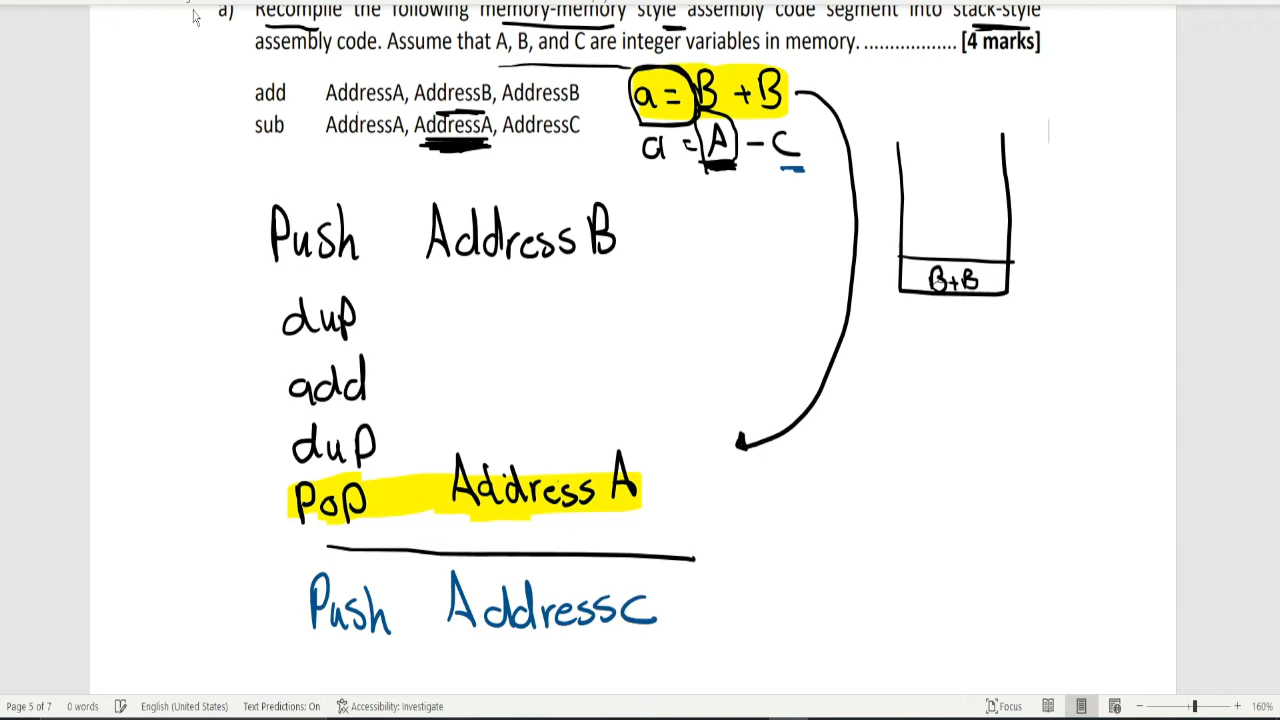 a) Recompile the following memory-memory style assembly code segment into stack-style
assembly code. Assume that A, B, and C are integer variables in memory. .................. [4 marks]
add AddressA, AddressB, AddressB a = B + B
sub AddressA, AddressA, AddressC a = A - C
Push AddressB
B+B
dup
add
dup
Pop Address A
Push AddressC
Page 5 of 7 0 words English (United States) Text Predictions: On Accessibility: Investigate Focus 160%